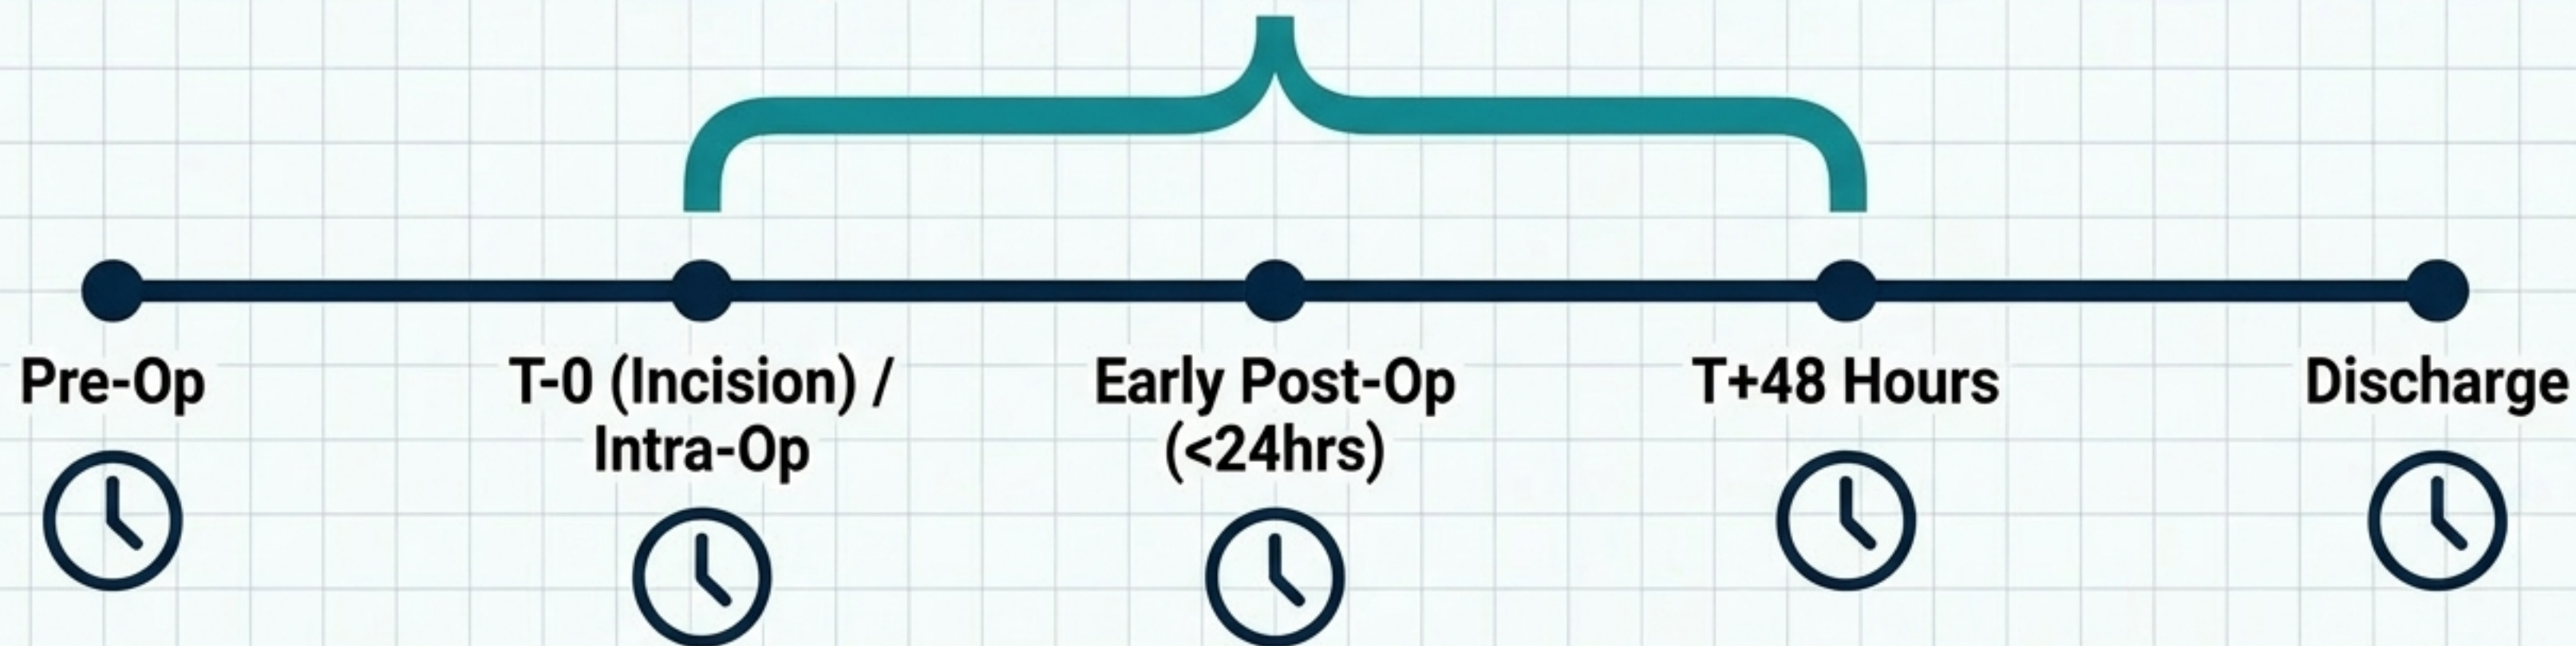 Pre-Op
T-0 (Incision) /
Intra-Op
Early Post-Op
(<24hrs)
T+48 Hours
Discharge